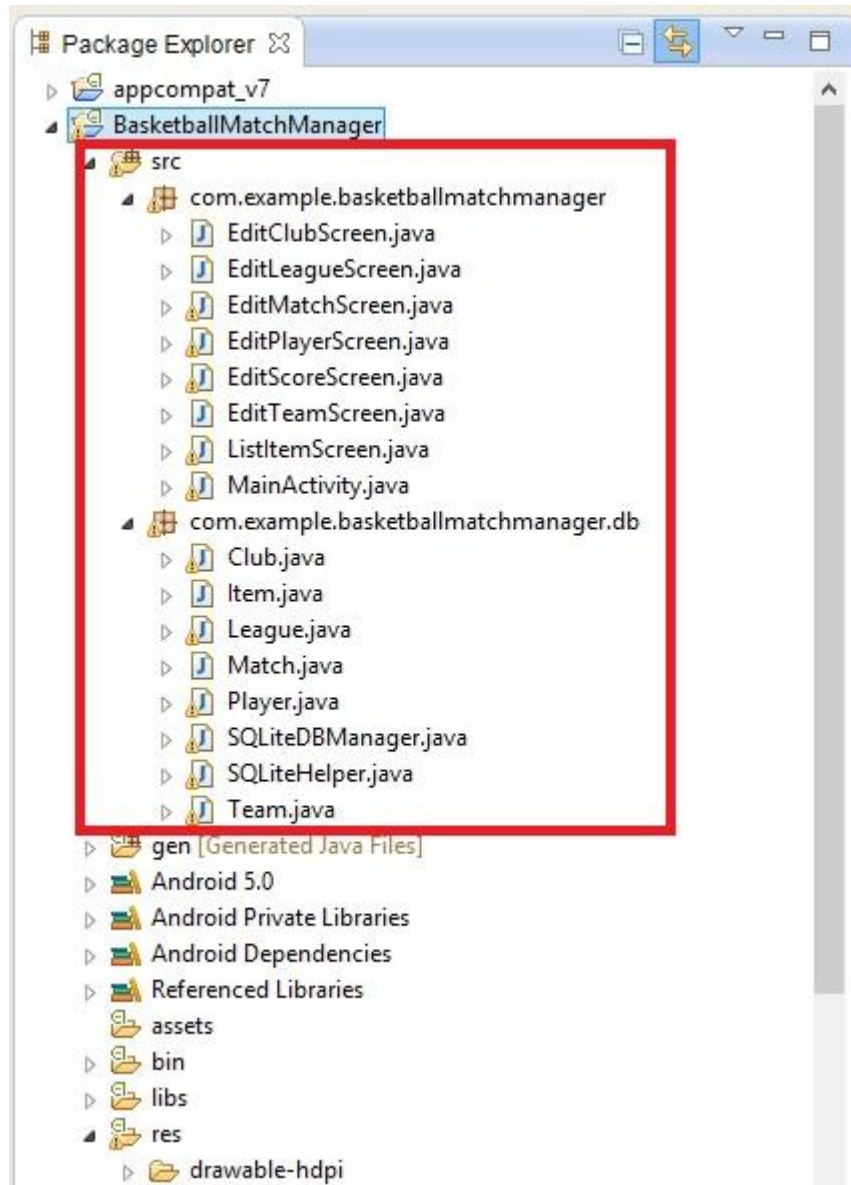 Package Explorer
appcompat_v7
BasketballMatchManager
src
com.example.basketballmatchmanager
EditClubScreen.java
EditLeagueScreen.java
EditMatchScreen.java
EditPlayerScreen.java
EditScoreScreen.java
EditTeamScreen.java
ListItemScreen.java
MainActivity.java
com.example.basketballmatchmanager.db
Club.java
Item.java
League.java
Match.java
Player.java
SQLiteDBManager.java
SQLiteHelper.java
Team.java
gen [Generated Java Files]
Android 5.0
Android Private Libraries
Android Dependencies
Referenced Libraries
assets
bin
libs
res
drawable-hdpi